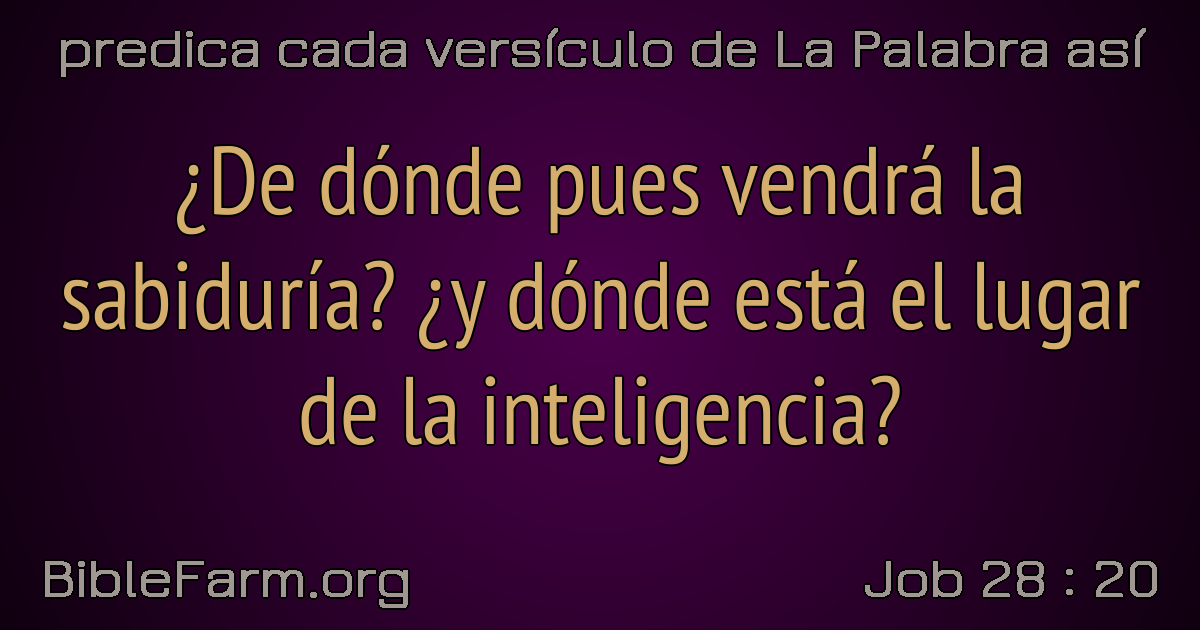 predica cada versículo de La Palabra así
¿De dónde pues vendrá la
sabiduría? ¿y dónde está el lugar
de la inteligencia?
BibleFarm.org
Job 28 : 20